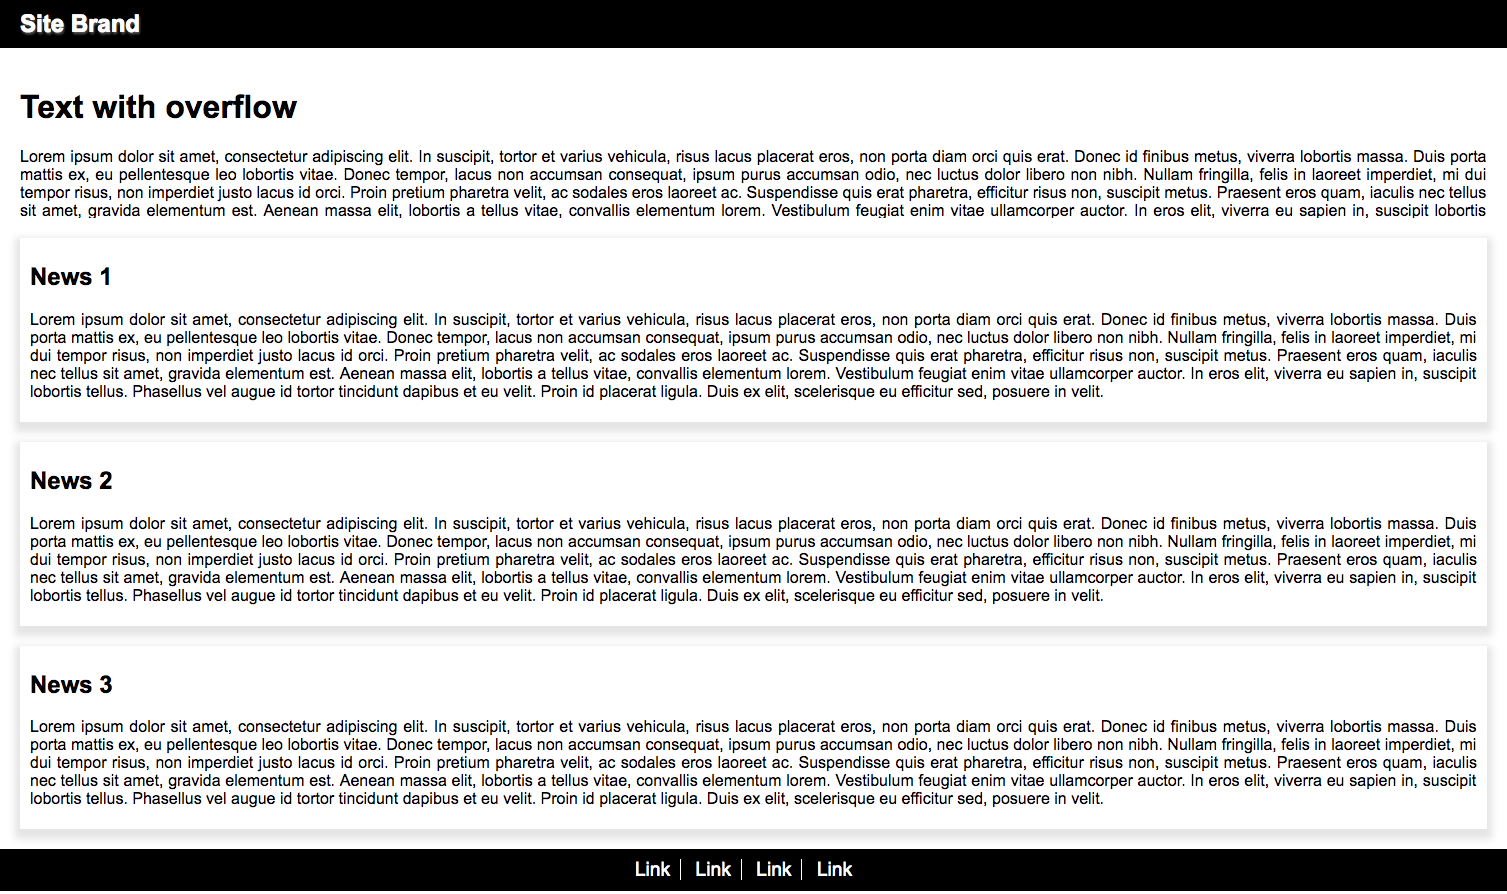 Site Brand
Text with overflow
Lorem ipsum dolor sit amet, consectetur adipiscing elit. In suscipit, tortor et varius vehicula, risus lacus placerat eros, non porta diam orci quis erat. Donec id finibus metus, viverra lobortis massa. Duis porta
mattis ex, eu pellentesque leo lobortis vitae. Donec tempor, lacus non accumsan consequat, ipsum purus accumsan odio, nec luctus dolor libero non nibh. Nullam fringilla, felis in laoreet imperdiet, mi dui
tempor risus, non imperdiet justo lacus id orci. Proin pretium pharetra velit, ac sodales eros laoreet ac. Suspendisse quis erat pharetra, efficitur risus non, suscipit metus. Praesent eros quam, iaculis nec tellus
sit amet, gravida elementum est. Aenean massa elit, lobortis a tellus vitae, convallis elementum lorem. Vestibulum feugiat enim vitae ullamcorper auctor. In eros elit, viverra eu sapien in, suscipit lobortis
News 1
Lorem ipsum dolor sit amet, consectetur adipiscing elit. In suscipit, tortor et varius vehicula, risus lacus placerat eros, non porta diam orci quis erat. Donec id finibus metus, viverra lobortis massa. Duis
porta mattis ex, eu pellentesque leo lobortis vitae. Donec tempor, lacus non accumsan consequat, ipsum purus accumsan odio, nec luctus dolor libero non nibh. Nullam fringilla, felis in laoreet imperdiet, mi
dui tempor risus, non imperdiet justo lacus id orci. Proin pretium pharetra velit, ac sodales eros laoreet ac. Suspendisse quis erat pharetra, efficitur risus non, suscipit metus. Praesent eros quam, iaculis
nec tellus sit amet, gravida elementum est. Aenean massa elit, lobortis a tellus vitae, convallis elementum lorem. Vestibulum feugiat enim vitae ullamcorper auctor. In eros elit, viverra eu sapien in, suscipit
lobortis tellus. Phasellus vel augue id tortor tincidunt dapibus et eu velit. Proin id placerat ligula. Duis ex elit, scelerisque eu efficitur sed, posuere in velit.
News 2
Lorem ipsum dolor sit amet, consectetur adipiscing elit. In suscipit, tortor et varius vehicula, risus lacus placerat eros, non porta diam orci quis erat. Donec id finibus metus, viverra lobortis massa. Duis
porta mattis ex, eu pellentesque leo lobortis vitae. Donec tempor, lacus non accumsan consequat, ipsum purus accumsan odio, nec luctus dolor libero non nibh. Nullam fringilla, felis in laoreet imperdiet, mi
dui tempor risus, non imperdiet justo lacus id orci. Proin pretium pharetra velit, ac sodales eros laoreet ac. Suspendisse quis erat pharetra, efficitur risus non, suscipit metus. Praesent eros quam, iaculis
nec tellus sit amet, gravida elementum est. Aenean massa elit, lobortis a tellus vitae, convallis elementum lorem. Vestibulum feugiat enim vitae ullamcorper auctor. In eros elit, viverra eu sapien in, suscipit
lobortis tellus. Phasellus vel augue id tortor tincidunt dapibus et eu velit. Proin id placerat ligula. Duis ex elit, scelerisque eu efficitur sed, posuere in velit.
News 3
Lorem ipsum dolor sit amet, consectetur adipiscing elit. In suscipit, tortor et varius vehicula, risus lacus placerat eros, non porta diam orci quis erat. Donec id finibus metus, viverra lobortis massa. Duis
porta mattis ex, eu pellentesque leo lobortis vitae. Donec tempor, lacus non accumsan consequat, ipsum purus accumsan odio, nec luctus dolor libero non nibh. Nullam fringilla, felis in laoreet imperdiet, mi
dui tempor risus, non imperdiet justo lacus id orci. Proin pretium pharetra velit, ac sodales eros laoreet ac. Suspendisse quis erat pharetra, efficitur risus non, suscipit metus. Praesent eros quam, iaculis
nec tellus sit amet, gravida elementum est. Aenean massa elit, lobortis a tellus vitae, convallis elementum lorem. Vestibulum feugiat enim vitae ullamcorper auctor. In eros elit, viverra eu sapien in, suscipit
lobortis tellus. Phasellus vel augue id tortor tincidunt dapibus et eu velit. Proin id placerat ligula. Duis ex elit, scelerisque eu efficitur sed, posuere in velit.
Link Link Link Link